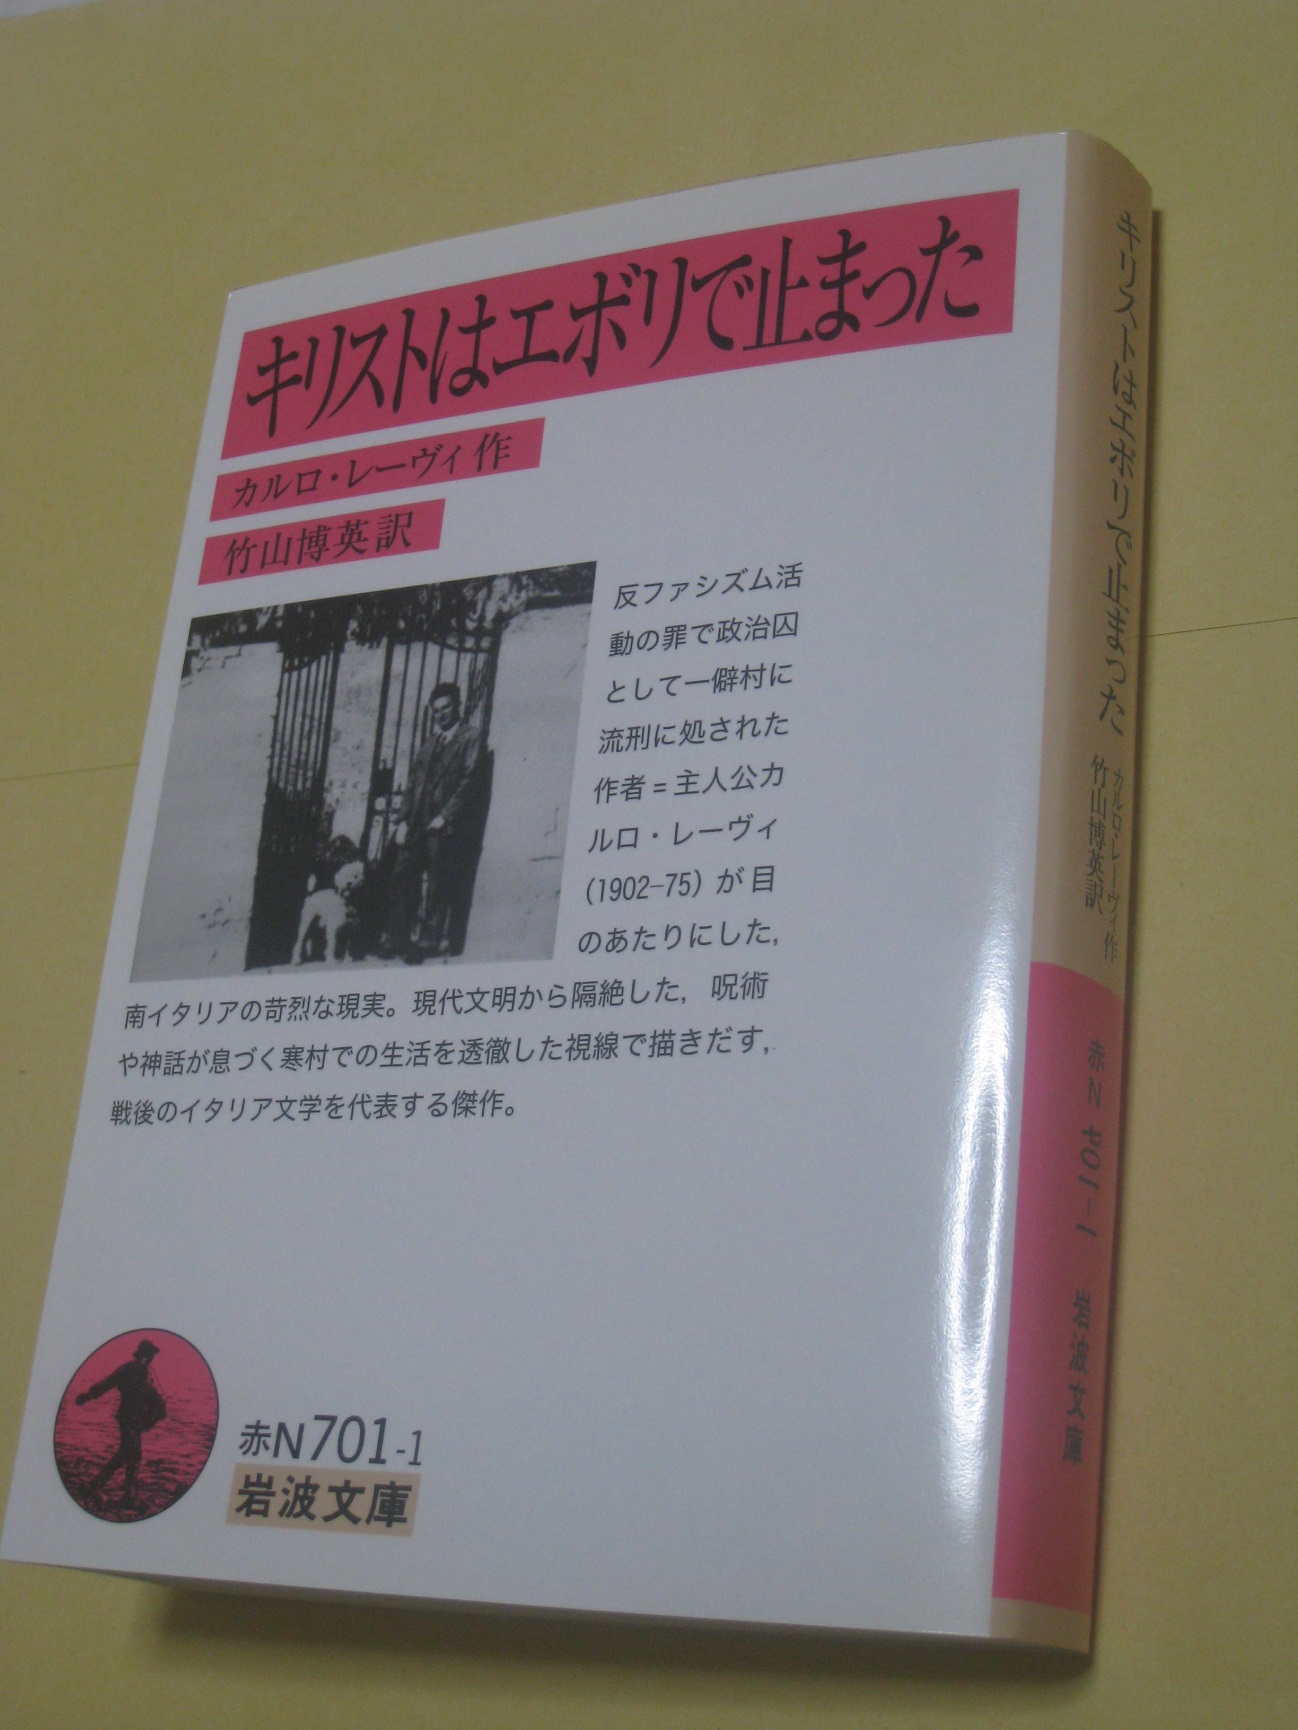 キリストはエボリで止まった
カルロ・レーヴィ作
竹山博英訳
反ファシズム活
動の罪で政治囚
として一僻村に
流刑に処された
作者=主人公カ
ルロ・レーヴィ
(1902-75)が目
のあたりにした,
南イタリアの苛烈な現実。現代文明から隔絶した, 呪術
や神話が息づく寒村での生活を透徹した視線で描きだす,
戦後のイタリア文学を代表する傑作。
赤N701-1
岩波文庫
キリストはエボリで止まった
カルロ・レーヴィ作
竹山博英訳
赤N 七〇一-一
岩波文庫